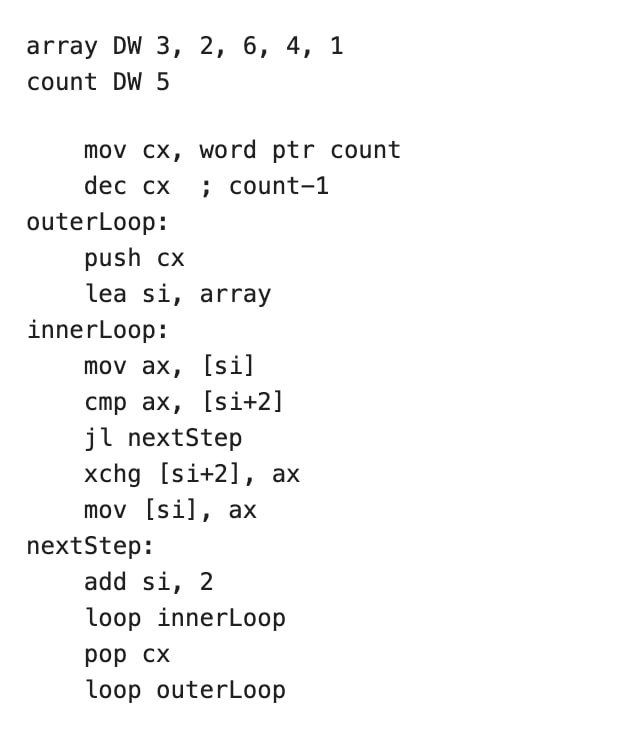 array DW 3, 2, 6, 4, 1
count DW 5
    mov cx, word ptr count
    dec cx  ; count-1
outerLoop:
    push cx
    lea si, array
innerLoop:
    mov ax, [si]
    cmp ax, [si+2]
    jl nextStep
    xchg [si+2], ax
    mov [si], ax
nextStep:
    add si, 2
    loop innerLoop
    pop cx
    loop outerLoop